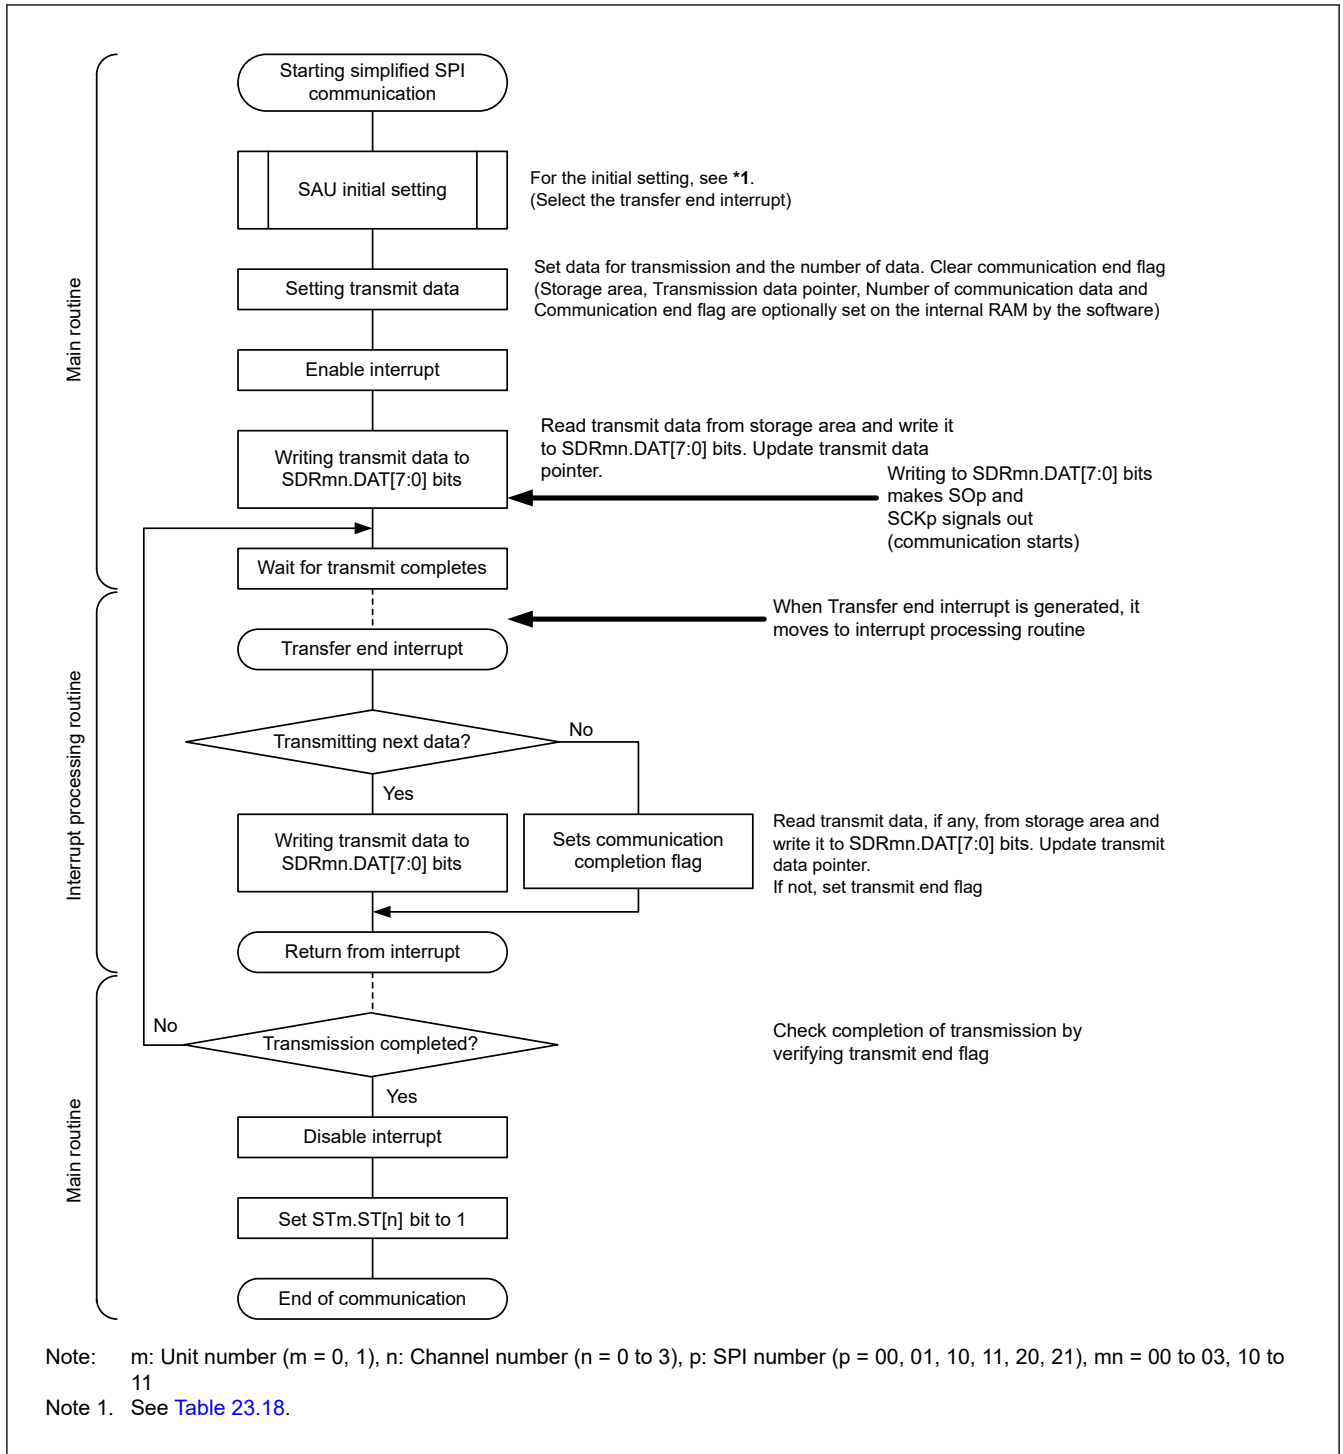 Starting simplified SPI
communication
SAU initial setting
For the initial setting, see *1.
(Select the transfer end interrupt)
Main routine
Setting transmit data
Set data for transmission and the number of data. Clear communication end flag
(Storage area, Transmission data pointer, Number of communication data and
Communication end flag are optionally set on the internal RAM by the software)
Enable interrupt
Writing transmit data to
SDRmn.DAT[7:0] bits
Read transmit data from storage area and write it
to SDRmn.DAT[7:0] bits. Update transmit data
pointer.
Writing to SDRmn.DAT[7:0] bits
makes SOp and
SCKp signals out
(communication starts)
Wait for transmit completes
When Transfer end interrupt is generated, it
moves to interrupt processing routine
Transfer end interrupt
Interrupt processing routine
Transmitting next data?
No
Yes
Writing transmit data to
SDRmn.DAT[7:0] bits
Sets communication
completion flag
Read transmit data, if any, from storage area and
write it to SDRmn.DAT[7:0] bits. Update transmit
data pointer.
If not, set transmit end flag
Return from interrupt
Main routine
No
Transmission completed?
Check completion of transmission by
verifying transmit end flag
Yes
Disable interrupt
Set STm.ST[n] bit to 1
End of communication
Note: m: Unit number (m = 0, 1), n: Channel number (n = 0 to 3), p: SPI number (p = 00, 01, 10, 11, 20, 21), mn = 00 to 03, 10 to
11
Note 1. See Table 23.18.